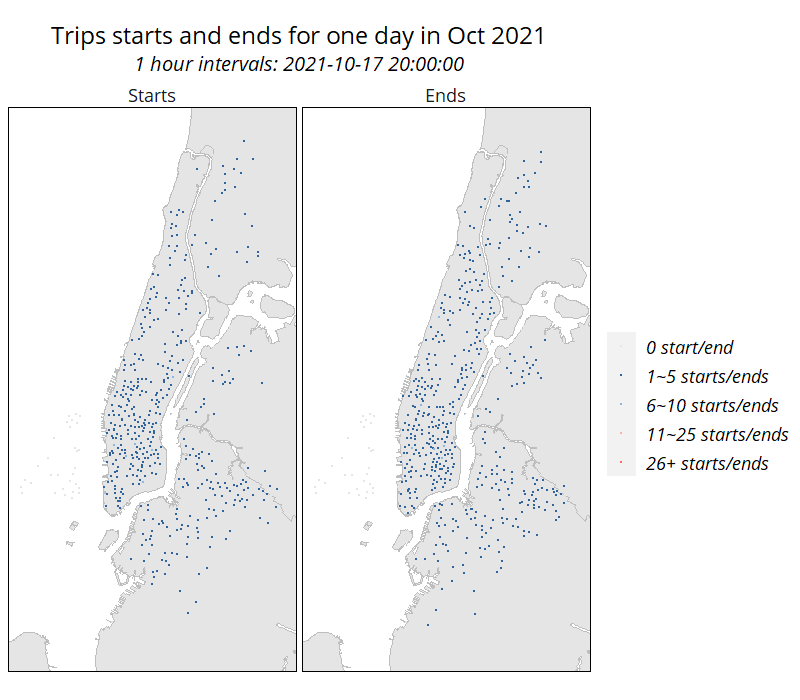 Trips starts and ends for one day in Oct 2021
1 hour intervals: 2021-10-17 20:00:00
Starts
Ends
0 start/end
1~5 starts/ends
6~10 starts/ends
11~25 starts/ends
26+ starts/ends